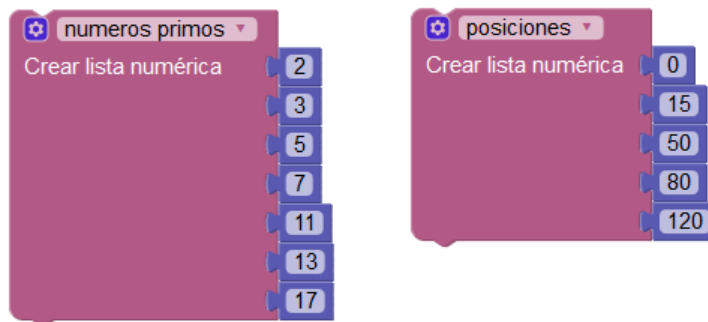 numeros primos
Crear lista numérica 2
3
5
7
11
13
17
posiciones
Crear lista numérica 0
15
50
80
120